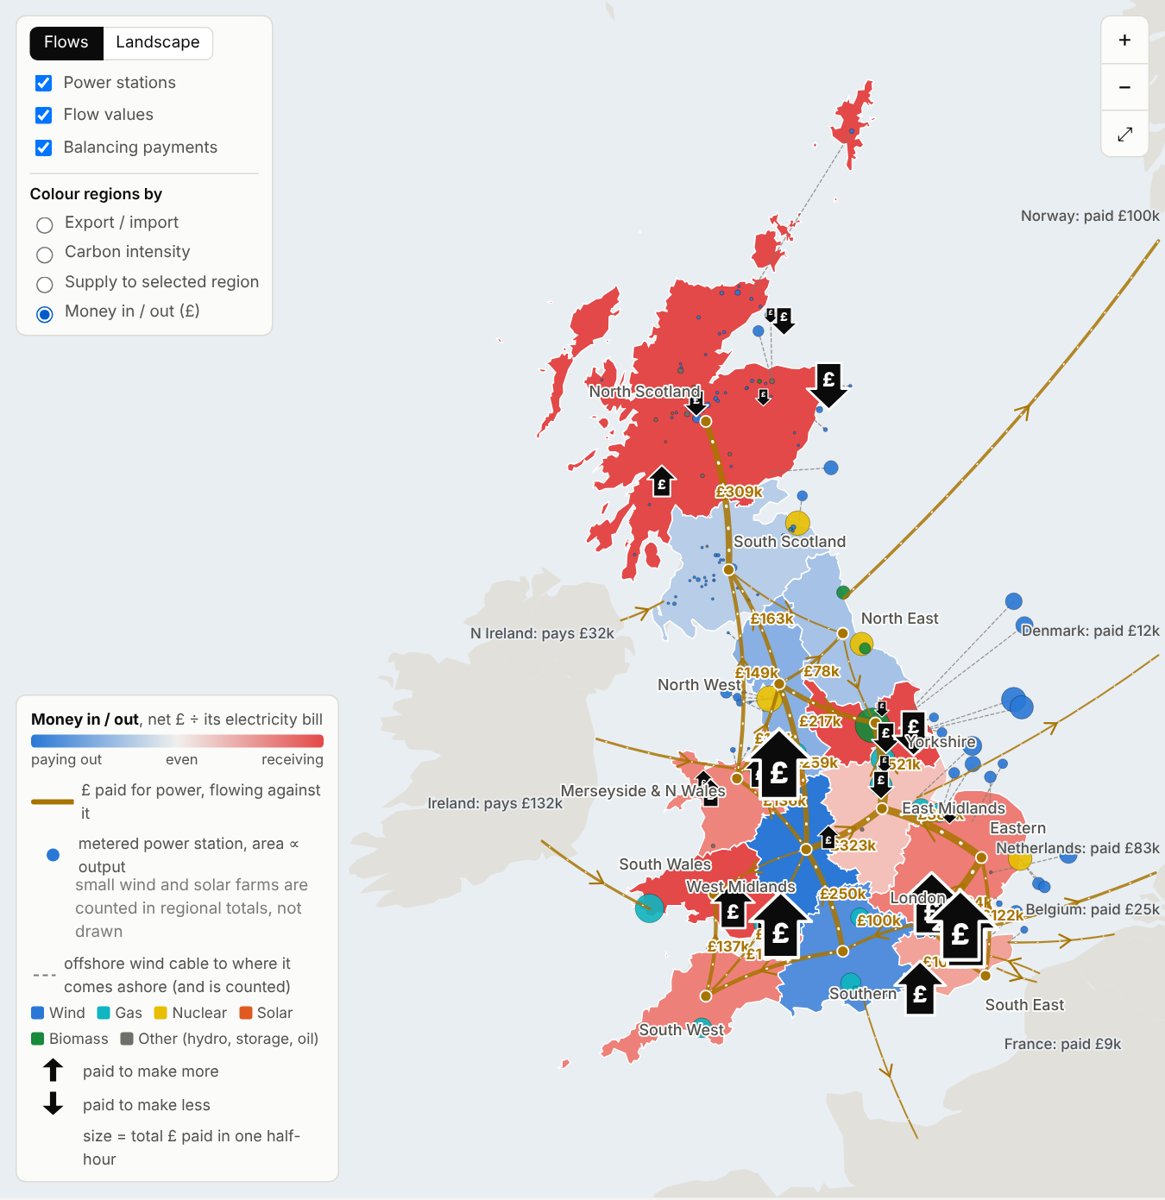 Flows
Landscape
Power stations
Flow values
Balancing payments
Colour regions by
Export / import
Carbon intensity
Supply to selected region
Money in / out (£)
+
−
Norway: paid £100k
North Scotland
£309k
South Scotland
£163k
North East
N Ireland: pays £32k
Denmark: paid £12k
£149k
£78k
North West
£217k
Yorkshire
£521k
£59k
Merseyside & N Wales
Ireland: pays £132k
East Midlands
Eastern
£323k
Netherlands: paid £83k
South Wales
West Midlands
£250k
London
£122k
Belgium: paid £25k
£100k
£137k
Southern
South East
South West
France: paid £9k
Money in / out, net £ ÷ its electricity bill
paying out
even
receiving
£ paid for power, flowing against
it
metered power station, area ∝
output
small wind and solar farms are
counted in regional totals, not
drawn
offshore wind cable to where it
comes ashore (and is counted)
Wind
Gas
Nuclear
Solar
Biomass
Other (hydro, storage, oil)
paid to make more
paid to make less
size = total £ paid in one half-
hour